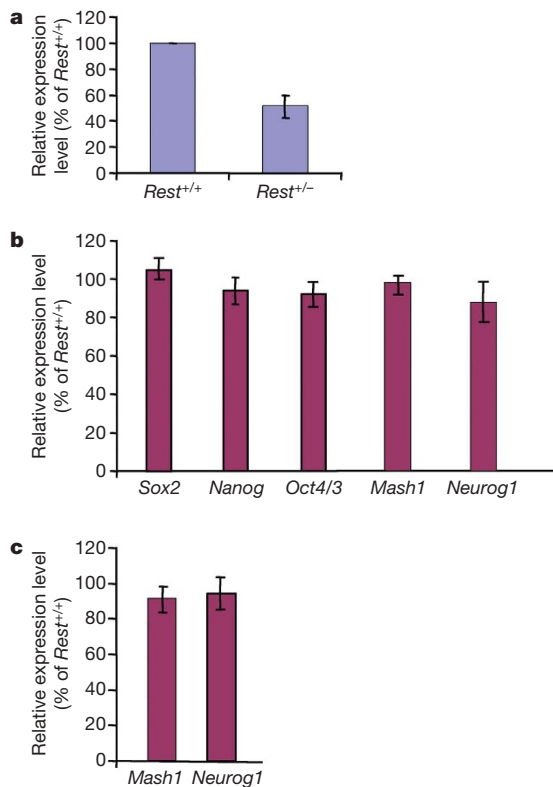 a
Relative expression
level (% of Rest+/+)
120
100
80
60
40
20
0
Rest+/+ Rest+/–
b
Relative expression level
(% of Rest+/+)
120
100
80
60
40
20
0
Sox2 Nanog Oct4/3 Mash1 Neurog1
c
Relative expression level
(% of Rest+/+)
120
100
80
60
40
20
0
Mash1 Neurog1